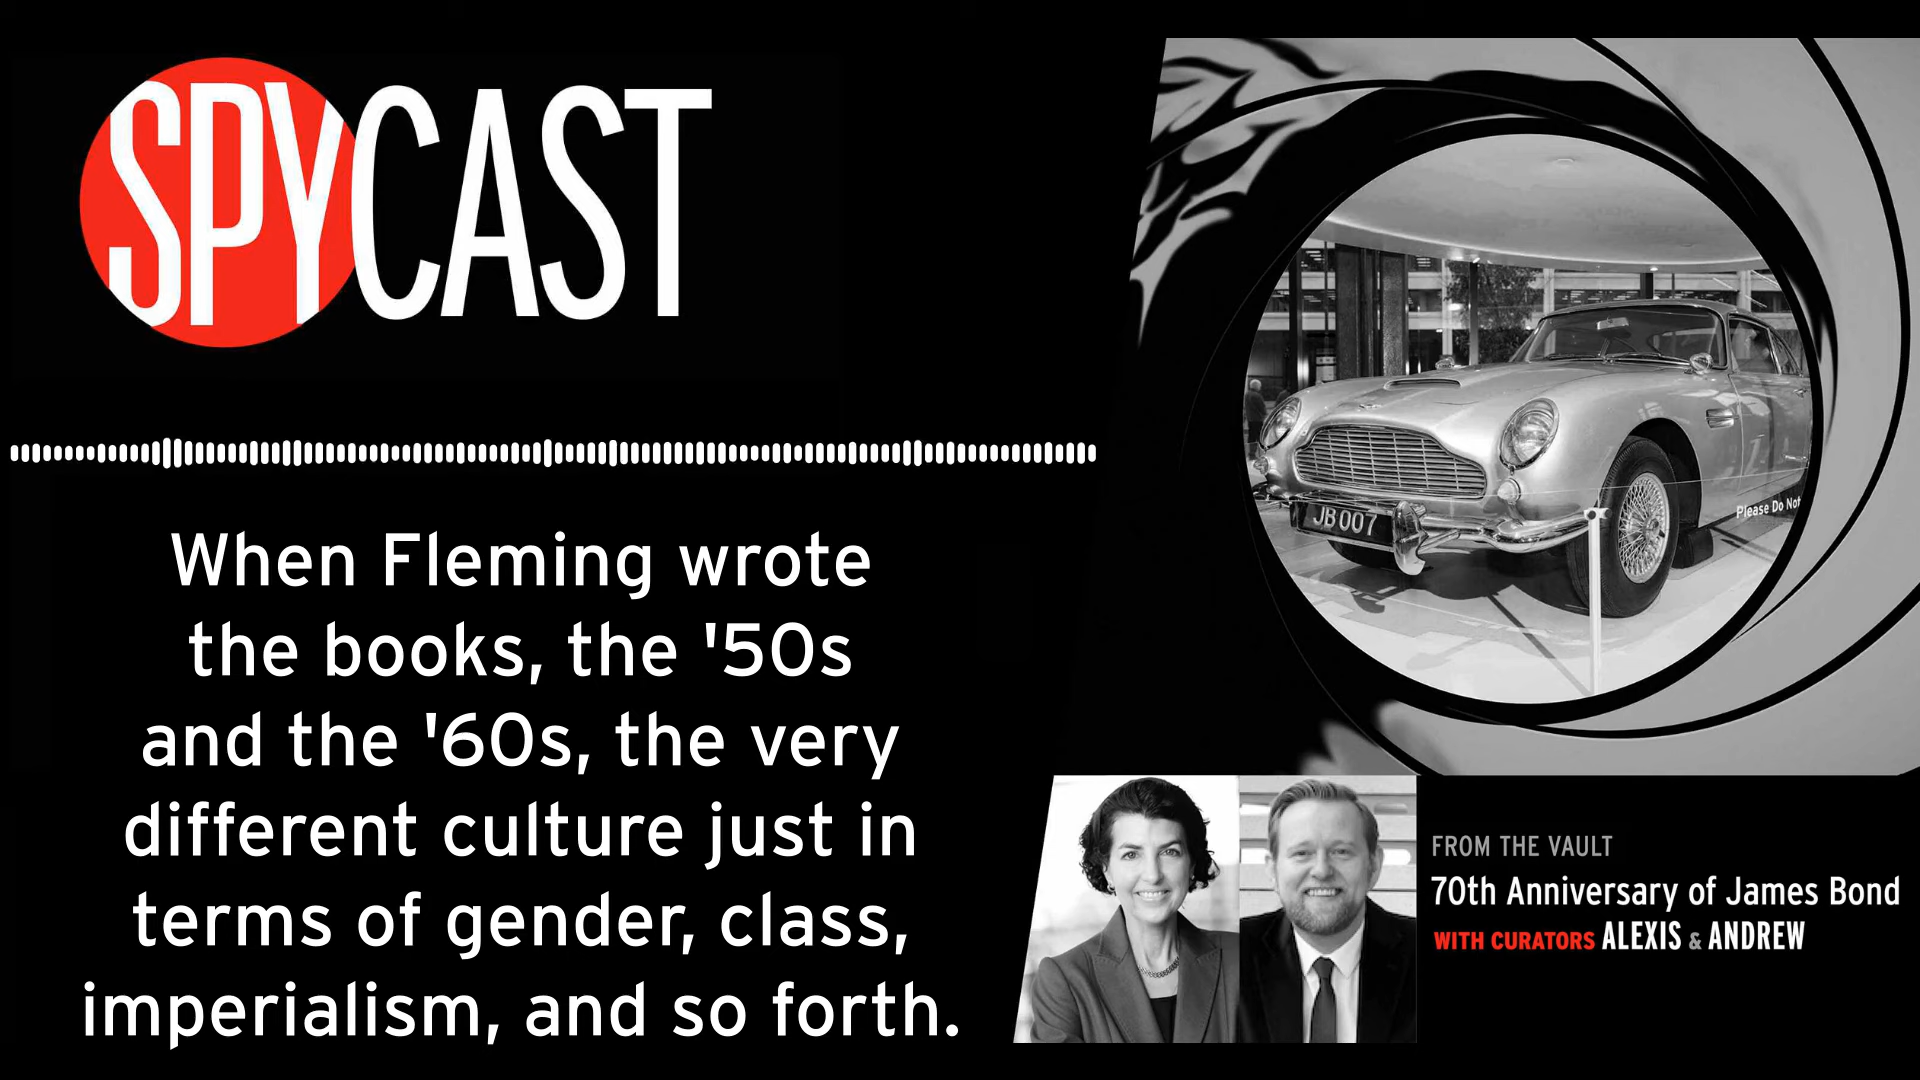 SPYCAST
When Fleming wrote
the books, the '50s
and the '60s, the very
different culture just in
terms of gender, class,
imperialism, and so forth.
JB 007
Please Do Not
FROM THE VAULT
70th Anniversary of James Bond
WITH CURATORS ALEXIS & ANDREW